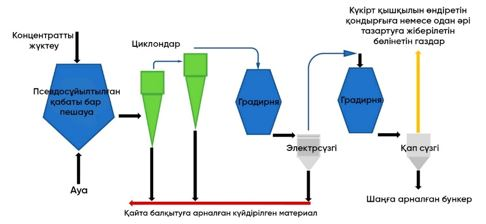 Концентратты
жүктеу
Циклондар
Күкірт қышқылын өндіретін
қондырғыға немесе одан әрі
тазартуға жіберілетін
бөлінетін газдар
Псевдосұйылтылған
қабаты бар
пешауа
Градирня
Градирня
Электрсүзгі
Қап сүзгі
Ауа
Қайта балқытуға арналған күйдірілген материал
Шаңға арналған бункер